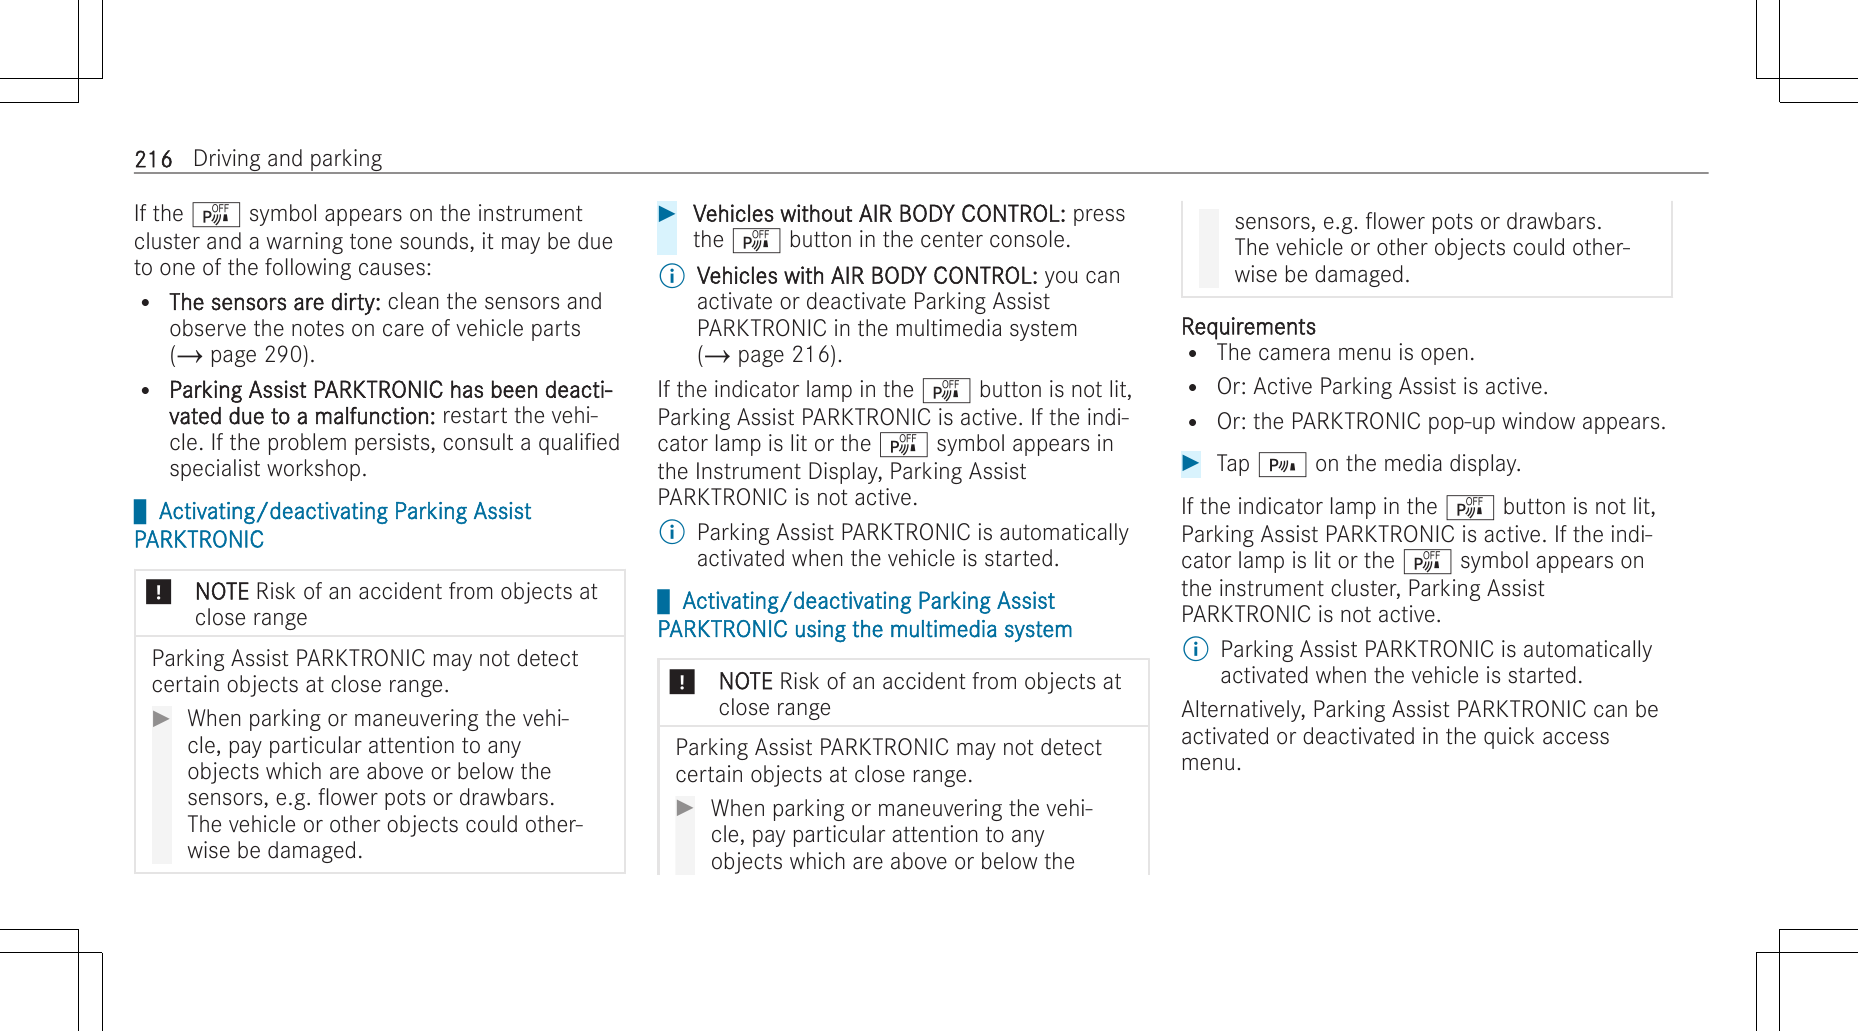 216 Driving and parking
If the P OFF symbol appears on the instrument
cluster and a warning tone sounds, it may be due
to one of the following causes:
• The sensors are dirty: clean the sensors and
observe the notes on care of vehicle parts
(→ page 290).
• Parking Assist PARKTRONIC has been deacti-
vated due to a malfunction: restart the vehi-
cle. If the problem persists, consult a qualified
specialist workshop.
Activating/deactivating Parking Assist
PARKTRONIC
! NOTE Risk of an accident from objects at
close range
Parking Assist PARKTRONIC may not detect
certain objects at close range.
▶ When parking or maneuvering the vehi-
cle, pay particular attention to any
objects which are above or below the
sensors, e.g. flower pots or drawbars.
The vehicle or other objects could other-
wise be damaged.
▶ Vehicles without AIR BODY CONTROL: press
the P OFF button in the center console.
i Vehicles with AIR BODY CONTROL: you can
activate or deactivate Parking Assist
PARKTRONIC in the multimedia system
(→ page 216).
If the indicator lamp in the P OFF button is not lit,
Parking Assist PARKTRONIC is active. If the indi-
cator lamp is lit or the P OFF symbol appears in
the Instrument Display, Parking Assist
PARKTRONIC is not active.
i Parking Assist PARKTRONIC is automatically
activated when the vehicle is started.
Activating/deactivating Parking Assist
PARKTRONIC using the multimedia system
! NOTE Risk of an accident from objects at
close range
Parking Assist PARKTRONIC may not detect
certain objects at close range.
▶ When parking or maneuvering the vehi-
cle, pay particular attention to any
objects which are above or below the
sensors, e.g. flower pots or drawbars.
The vehicle or other objects could other-
wise be damaged.
Requirements
• The camera menu is open.
• Or: Active Parking Assist is active.
• Or: the PARKTRONIC pop-up window appears.
▶ Tap P on the media display.
If the indicator lamp in the P OFF button is not lit,
Parking Assist PARKTRONIC is active. If the indi-
cator lamp is lit or the P OFF symbol appears on
the instrument cluster, Parking Assist
PARKTRONIC is not active.
i Parking Assist PARKTRONIC is automatically
activated when the vehicle is started.
Alternatively, Parking Assist PARKTRONIC can be
activated or deactivated in the quick access
menu.